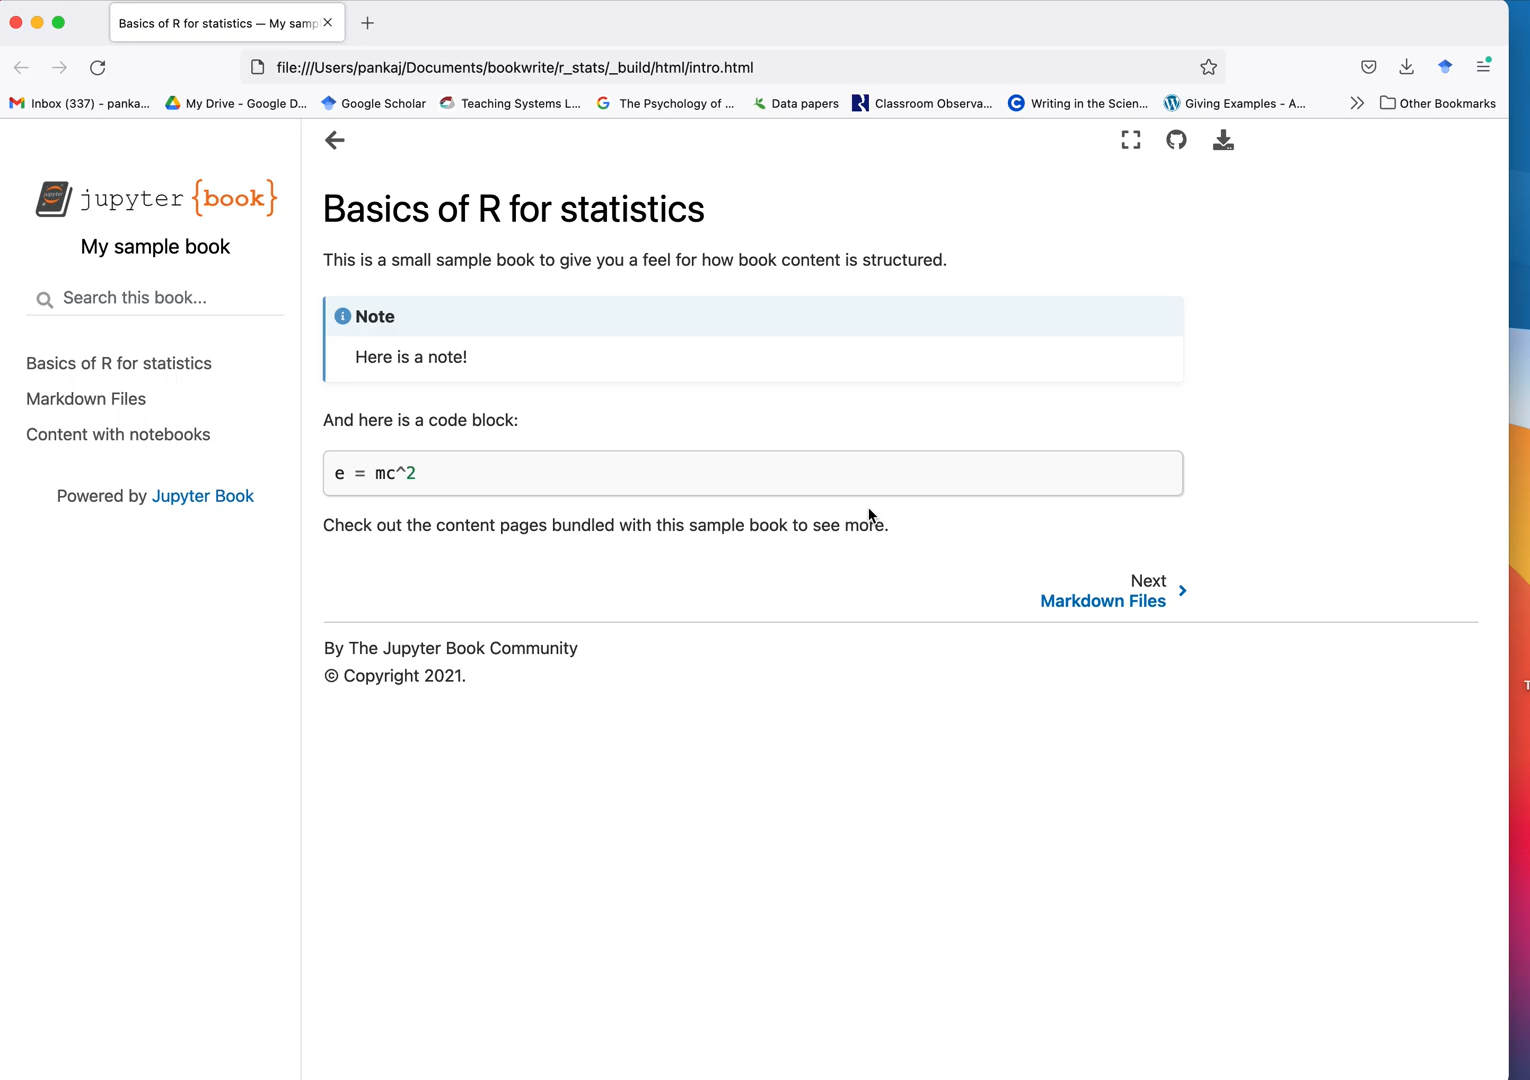 Basics of R for statistics — My samp
file:///Users/pankaj/Documents/bookwrite/r_stats/_build/html/intro.html
Inbox (337) - panka... My Drive - Google D... Google Scholar Teaching Systems L... The Psychology of ... Data papers Classroom Observa... Writing in the Scien... Giving Examples - A... Other Bookmarks
jupyter {book}
My sample book
Search this book...
Basics of R for statistics
Markdown Files
Content with notebooks
Powered by Jupyter Book
Basics of R for statistics
This is a small sample book to give you a feel for how book content is structured.
Note
Here is a note!
And here is a code block:
e = mc^2
Check out the content pages bundled with this sample book to see more.
Next
Markdown Files
By The Jupyter Book Community
© Copyright 2021.